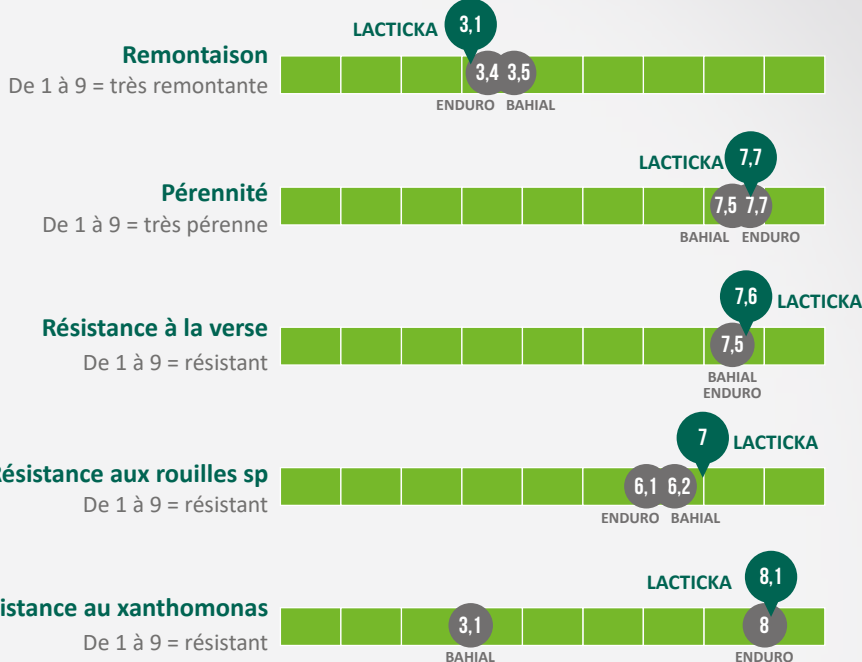 LACTICKA 3,1
Remontaison
De 1 à 9 = très remontante
3,4 3,5
ENDURO BAHIAL
LACTICKA 7,7
Pérennité
De 1 à 9 = très pérenne
7,5 7,7
BAHIAL ENDURO
7,6 LACTICKA
Résistance à la verse
De 1 à 9 = résistant
7,5
BAHIAL
ENDURO
7 LACTICKA
Résistance aux rouilles sp
De 1 à 9 = résistant
6,1 6,2
ENDURO BAHIAL
LACTICKA 8,1
istance au xanthomonas
De 1 à 9 = résistant
3,1 8
BAHIAL ENDURO